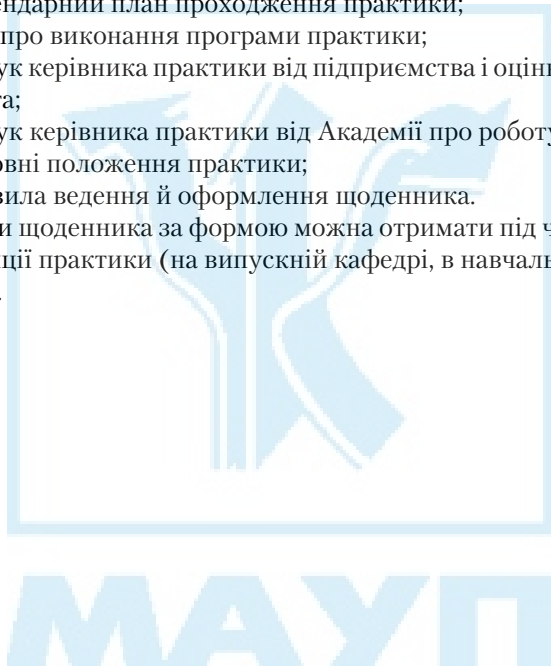 ендарний план проходження практики;
про виконання програми практики;
ук керівника практики від підприємства і оцін
та;
ук керівника практики від Академії про роботу
овні положення практики;
вила ведення й оформлення щоденника.
и щоденника за формою можна отримати під ч
ції практики (на випускній кафедрі, в навчаль
.
МАУП